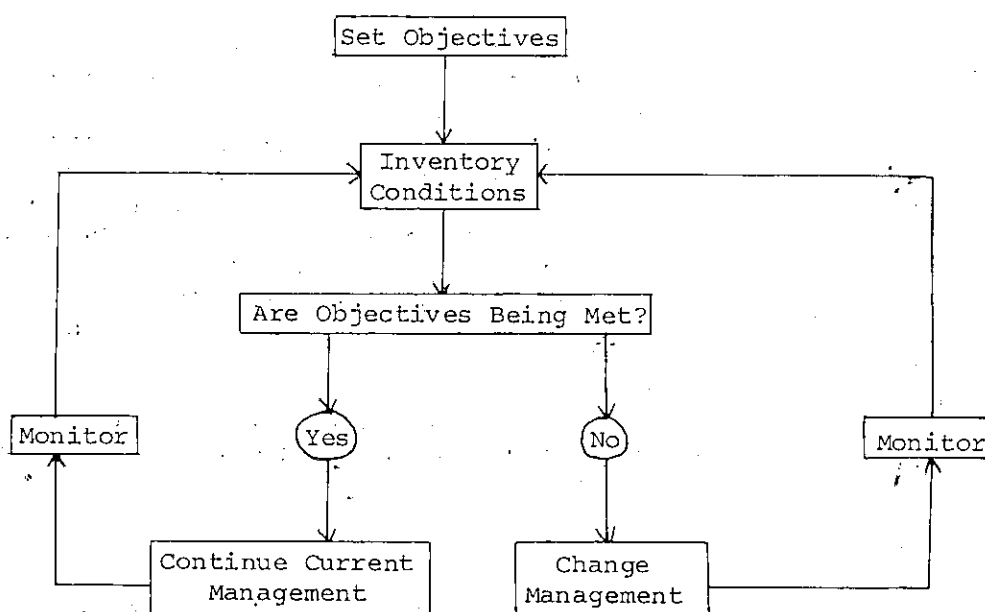 Set Objectives
Inventory
Conditions
Are Objectives Being Met?
Monitor
Yes
No
Monitor
Continue Current
Management
Change
Management